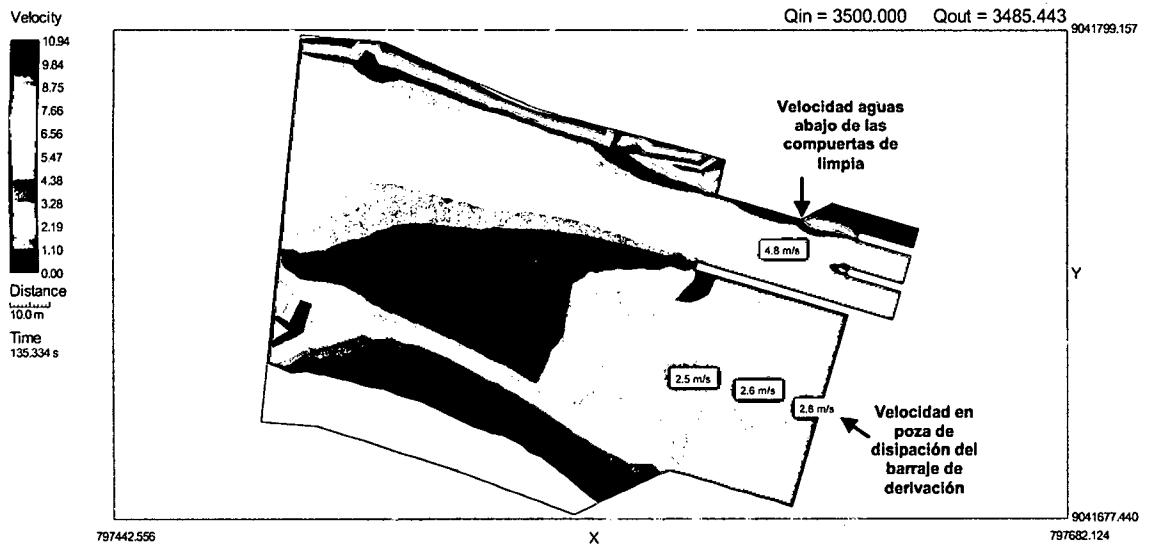 Velocity
Qin = 3500.000 Qout = 3485.443
9041799.157
10.94
9.84
8.75
7.66
6.56
5.47
4.38
3.28
2.19
1.10
0.00
Distance
10.0 m
Time
135.334 s
Velocidad aguas
abajo de las
compuertas de
limpia
4.8 m/s
Y
2.5 m/s
2.6 m/s
2.8 m/s
Velocidad en
poza de
disipación del
barraje de
derivación
9041677.440
797442.556
X
797682.124